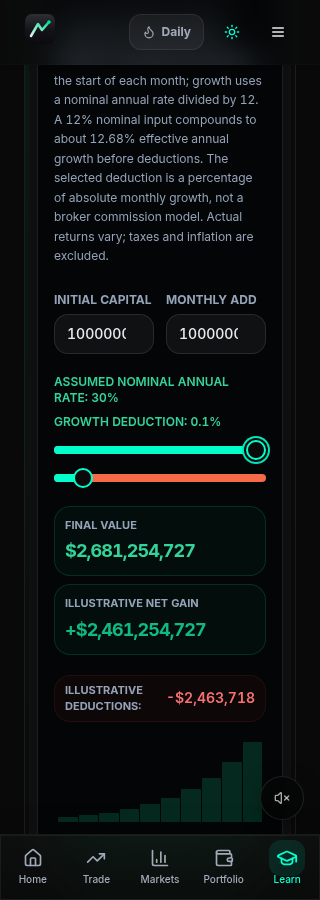 Daily
the start of each month; growth uses
a nominal annual rate divided by 12.
A 12% nominal input compounds to
about 12.68% effective annual
growth before deductions. The
selected deduction is a percentage
of absolute monthly growth, not a
broker commission model. Actual
returns vary; taxes and inflation are
excluded.
INITIAL CAPITAL MONTHLY ADD
ASSUMED NOMINAL ANNUAL
RATE: 30%
GROWTH DEDUCTION: 0.1%
FINAL VALUE
$2,681,254,727
ILLUSTRATIVE NET GAIN
+$2,461,254,727
ILLUSTRATIVE
DEDUCTIONS:
-$2,463,718
Home Trade Markets Portfolio Learn